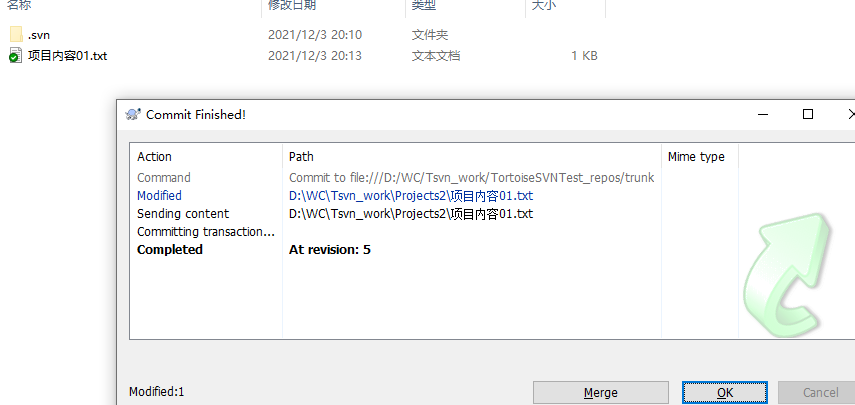 名称 修改日期 类型 大小
.svn 2021/12/3 20:10 文件夹
项目内容01.txt 2021/12/3 20:13 文本文档 1 KB
Commit Finished!
Action Path Mime type
Command Commit to file:///D:/WC/Tsvn_work/TortoiseSVNTest_repos/trunk
Modified D:\WC\Tsvn_work\Projects2\项目内容01.txt
Sending content D:\WC\Tsvn_work\Projects2\项目内容01.txt
Committing transaction...
Completed At revision: 5
Modified:1 Merge OK Cancel